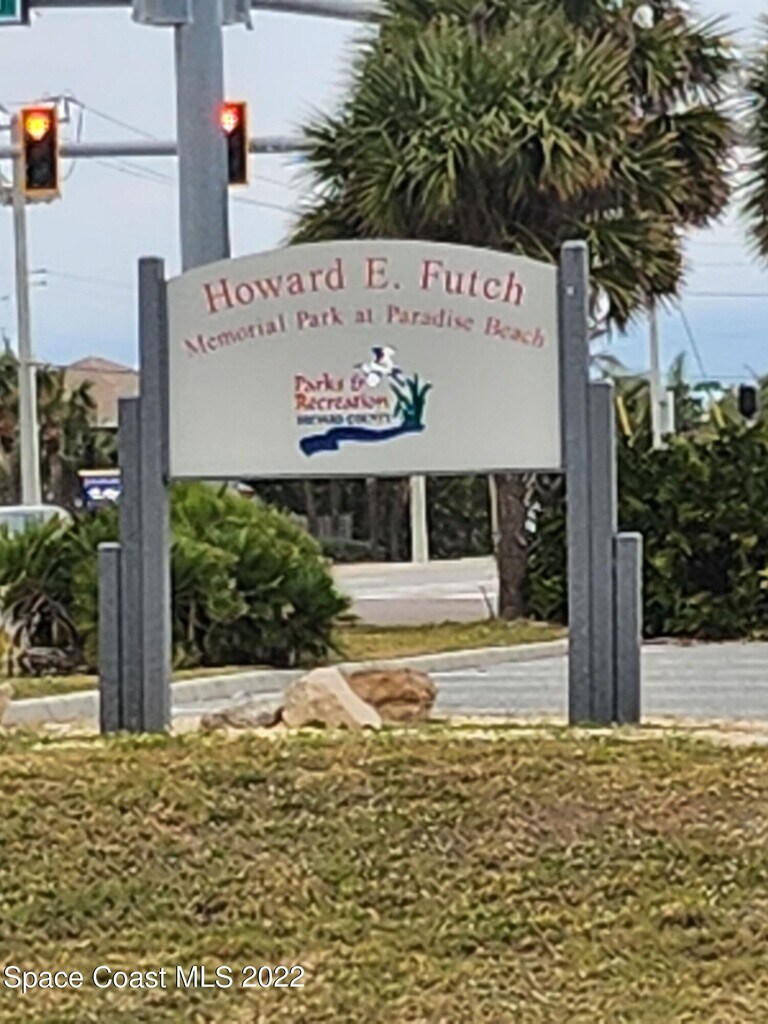 Howard E. Futch
Memorial Park at Paradise Beach
Parks &
Recreation
BREVARD COUNTY
Space Coast MLS 2022